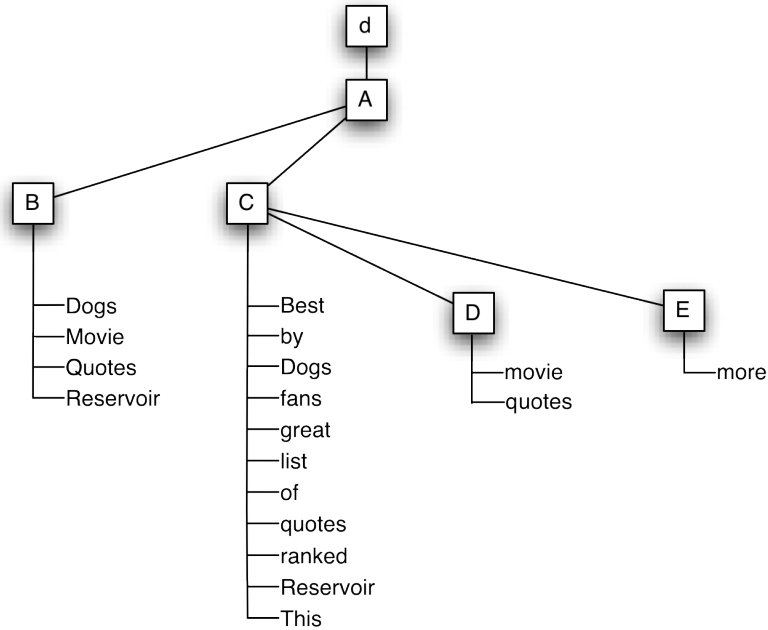 d
A
B
C
D
E
Dogs
Movie
Quotes
Reservoir
Best
by
Dogs
fans
great
list
of
quotes
ranked
Reservoir
This
movie
quotes
more